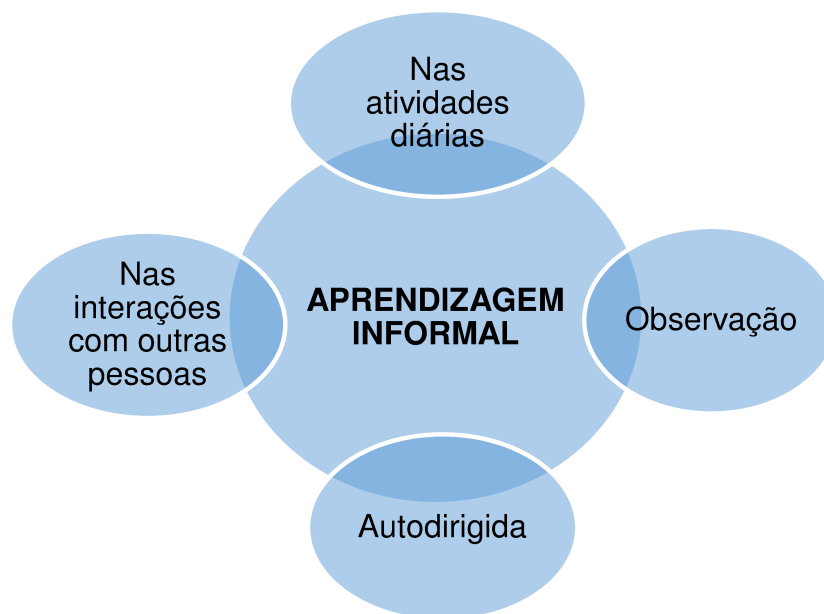 Nas
atividades
diárias
Nas
interações
com outras
pessoas
APRENDIZAGEM
INFORMAL
Observação
Autodirigida